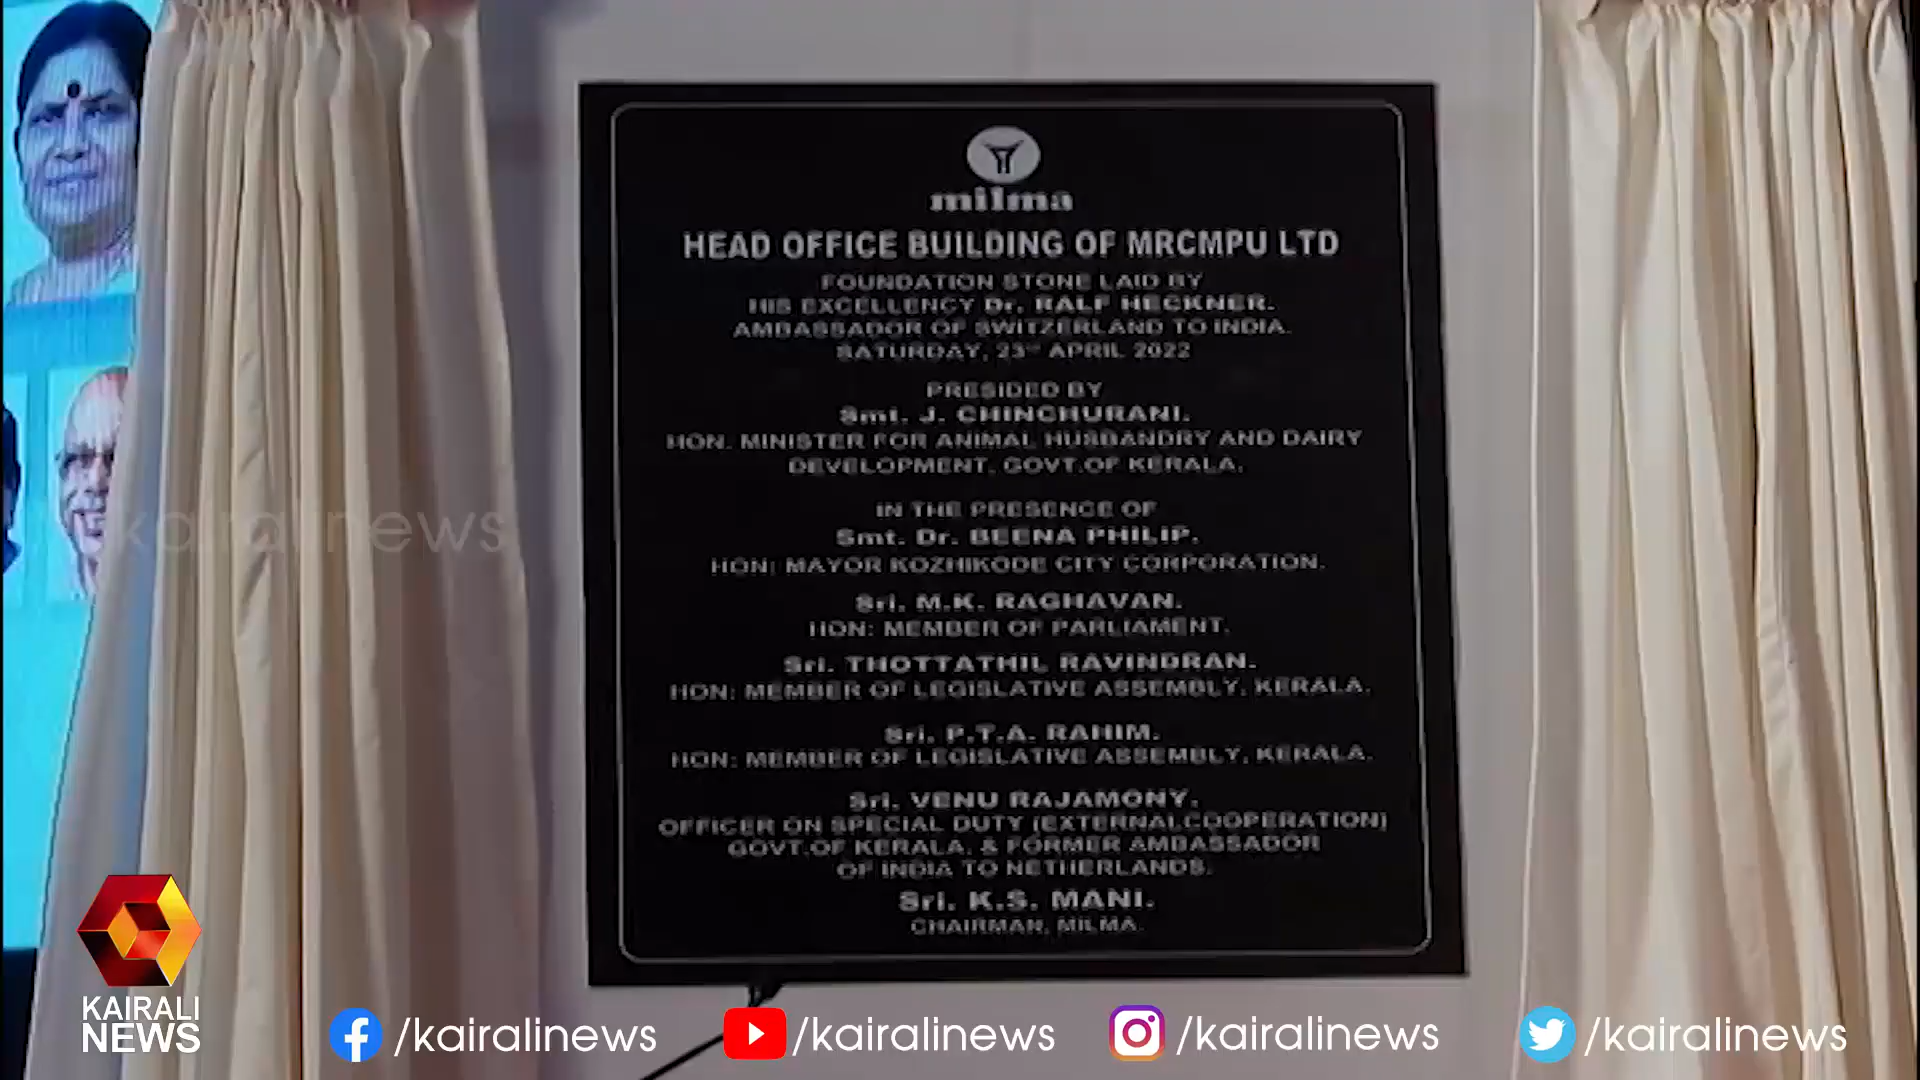 milma
HEAD OFFICE BUILDING OF MRCMPU LTD
FOUNDATION STONE LAID BY
HIS EXCELLENCY Dr. RALF HECKNER.
AMBASSADOR OF SWITZERLAND TO INDIA.
SATURDAY, 23rd APRIL 2022
PRESIDED BY
Smt. J. CHINCHURANI.
HON. MINISTER FOR ANIMAL HUSBANDRY AND DAIRY
DEVELOPMENT, GOVT.OF KERALA.
IN THE PRESENCE OF
Smt. Dr. BEENA PHILIP.
HON: MAYOR KOZHIKODE CITY CORPORATION.
Sri. M.K. RAGHAVAN.
HON: MEMBER OF PARLIAMENT.
Sri. THOTTATHIL RAVINDRAN.
HON: MEMBER OF LEGISLATIVE ASSEMBLY, KERALA.
Sri. P.T.A. RAHIM.
HON: MEMBER OF LEGISLATIVE ASSEMBLY, KERALA.
Sri. VENU RAJAMONY.
OFFICER ON SPECIAL DUTY (EXTERNALCOOPERATION)
GOVT.OF KERALA. & FORMER AMBASSADOR
OF INDIA TO NETHERLANDS.
Sri. K.S. MANI.
CHAIRMAN, MILMA.
kairalinews
KAIRALI
NEWS
/kairalinews
/kairalinews
/kairalinews
/kairalinews